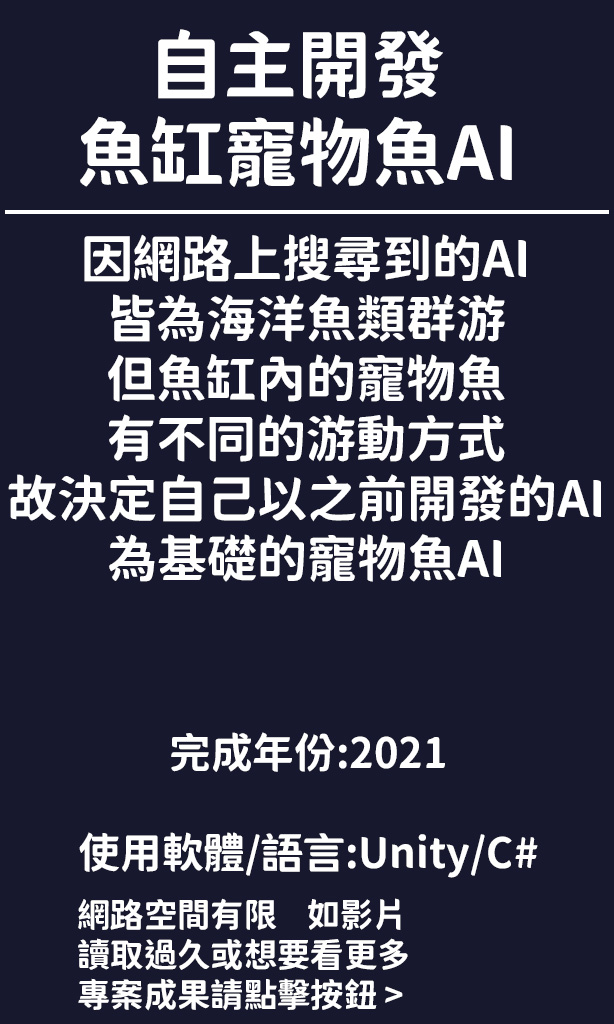 自主開發
魚缸寵物魚AI
因網路上搜尋到的AI
皆為海洋魚類群游
但魚缸內的寵物魚
有不同的游動方式
故決定自己以之前開發的AI
為基礎的寵物魚AI
完成年份:2021
使用軟體/語言:Unity/C#
網路空間有限　如影片
讀取過久或想要看更多
專案成果請點擊按鈕 >